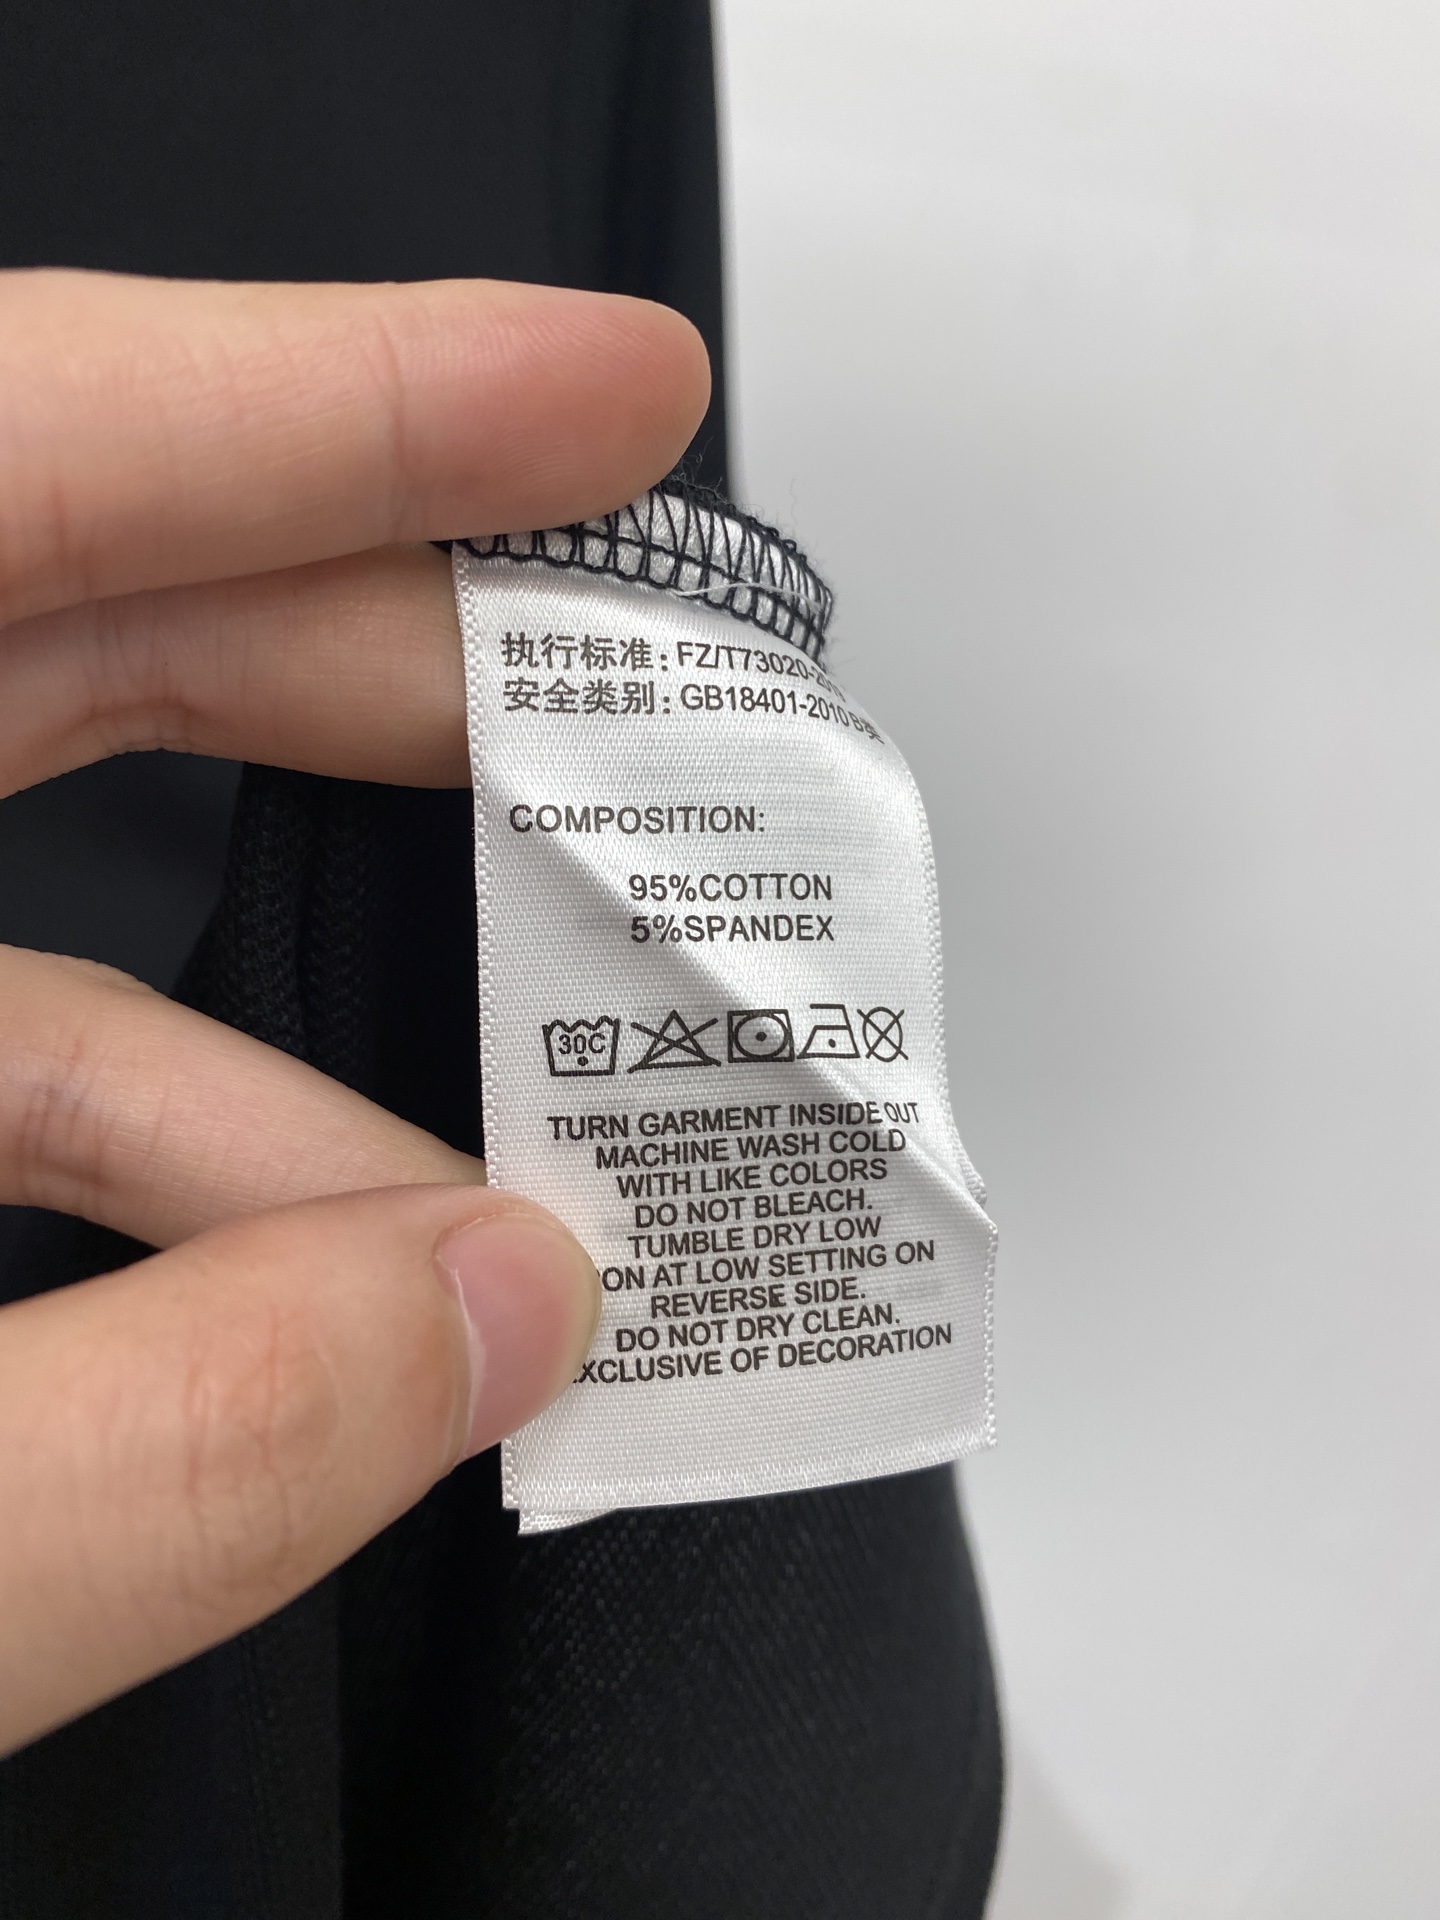 执行标准: FZ/T73020-
安全类别: GB18401-2010 B类
COMPOSITION:
95%COTTON
5%SPANDEX
30C
TURN GARMENT INSIDE OUT
MACHINE WASH COLD
WITH LIKE COLORS
DO NOT BLEACH.
TUMBLE DRY LOW
ON AT LOW SETTING ON
REVERSE SIDE.
DO NOT DRY CLEAN.
XCLUSIVE OF DECORATION